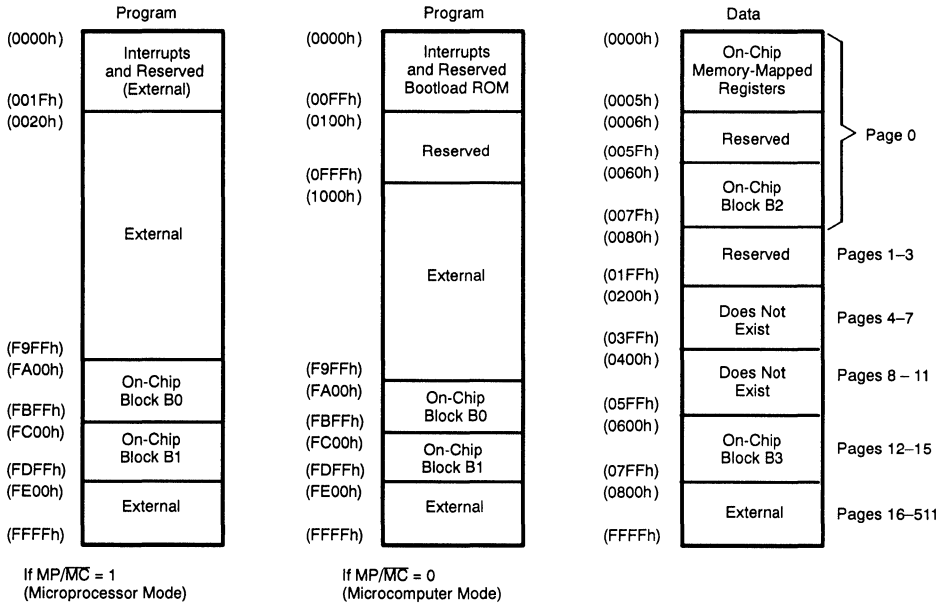 Program
(0000h)
Interrupts
and Reserved
(External)
(001Fh)
(0020h)
External
(F9FFh)
(FA00h)
On-Chip
Block B0
(FBFFh)
(FC00h)
On-Chip
Block B1
(FDFFh)
(FE00h)
External
(FFFFh)
If MP/M̅C̅ = 1
(Microprocessor Mode)
Program
(0000h)
Interrupts
and Reserved
Bootload ROM
(00FFh)
(0100h)
Reserved
(0FFFh)
(1000h)
External
(F9FFh)
(FA00h)
On-Chip
Block B0
(FBFFh)
(FC00h)
On-Chip
Block B1
(FDFFh)
(FE00h)
External
(FFFFh)
If MP/M̅C̅ = 0
(Microcomputer Mode)
Data
(0000h)
On-Chip
Memory-Mapped
Registers
(0005h)
(0006h)
Reserved
(005Fh)
(0060h)
On-Chip
Block B2
(007Fh)
Page 0
(0080h)
Reserved
Pages 1–3
(01FFh)
(0200h)
Does Not
Exist
Pages 4–7
(03FFh)
(0400h)
Does Not
Exist
Pages 8 – 11
(05FFh)
(0600h)
On-Chip
Block B3
Pages 12–15
(07FFh)
(0800h)
External
Pages 16–511
(FFFFh)